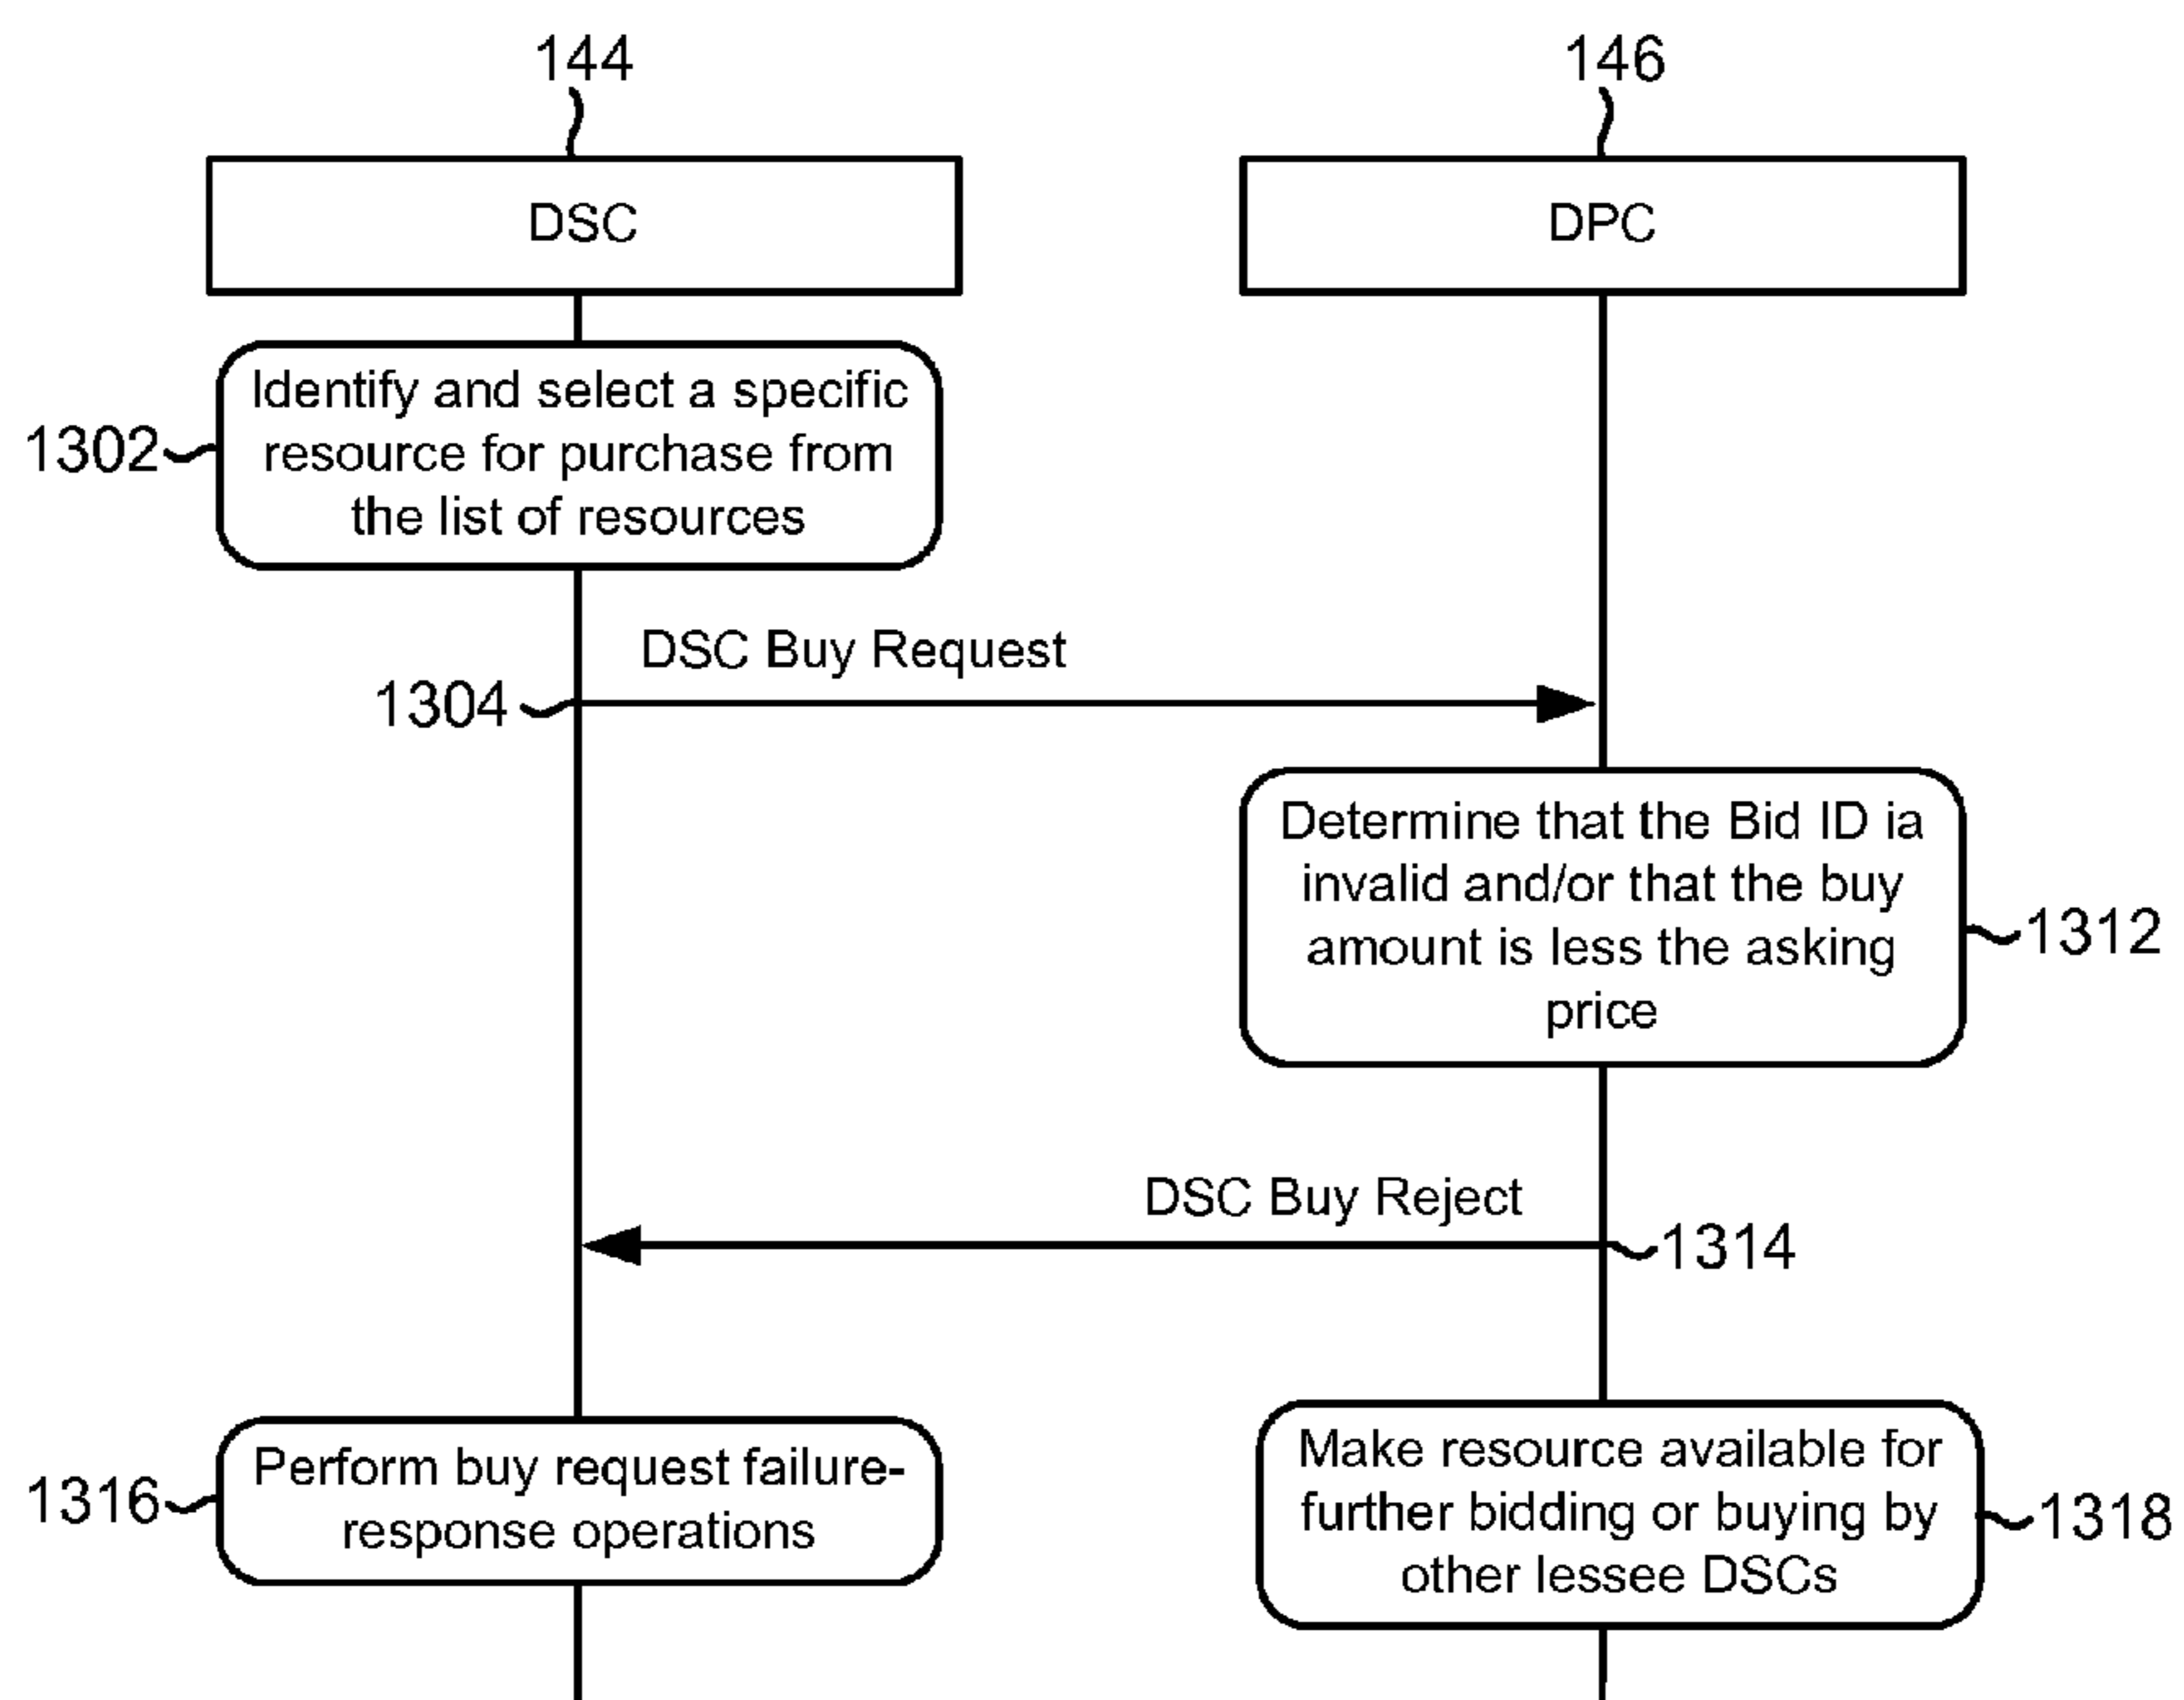 144
146
DSC
DPC
Identify and select a specific
resource for purchase from
the list of resources
1302
DSC Buy Request
1304
Determine that the Bid ID ia
invalid and/or that the buy
amount is less the asking
price
1312
DSC Buy Reject
1314
Perform buy request failure-
response operations
1316
Make resource available for
further bidding or buying by
other lessee DSCs
1318